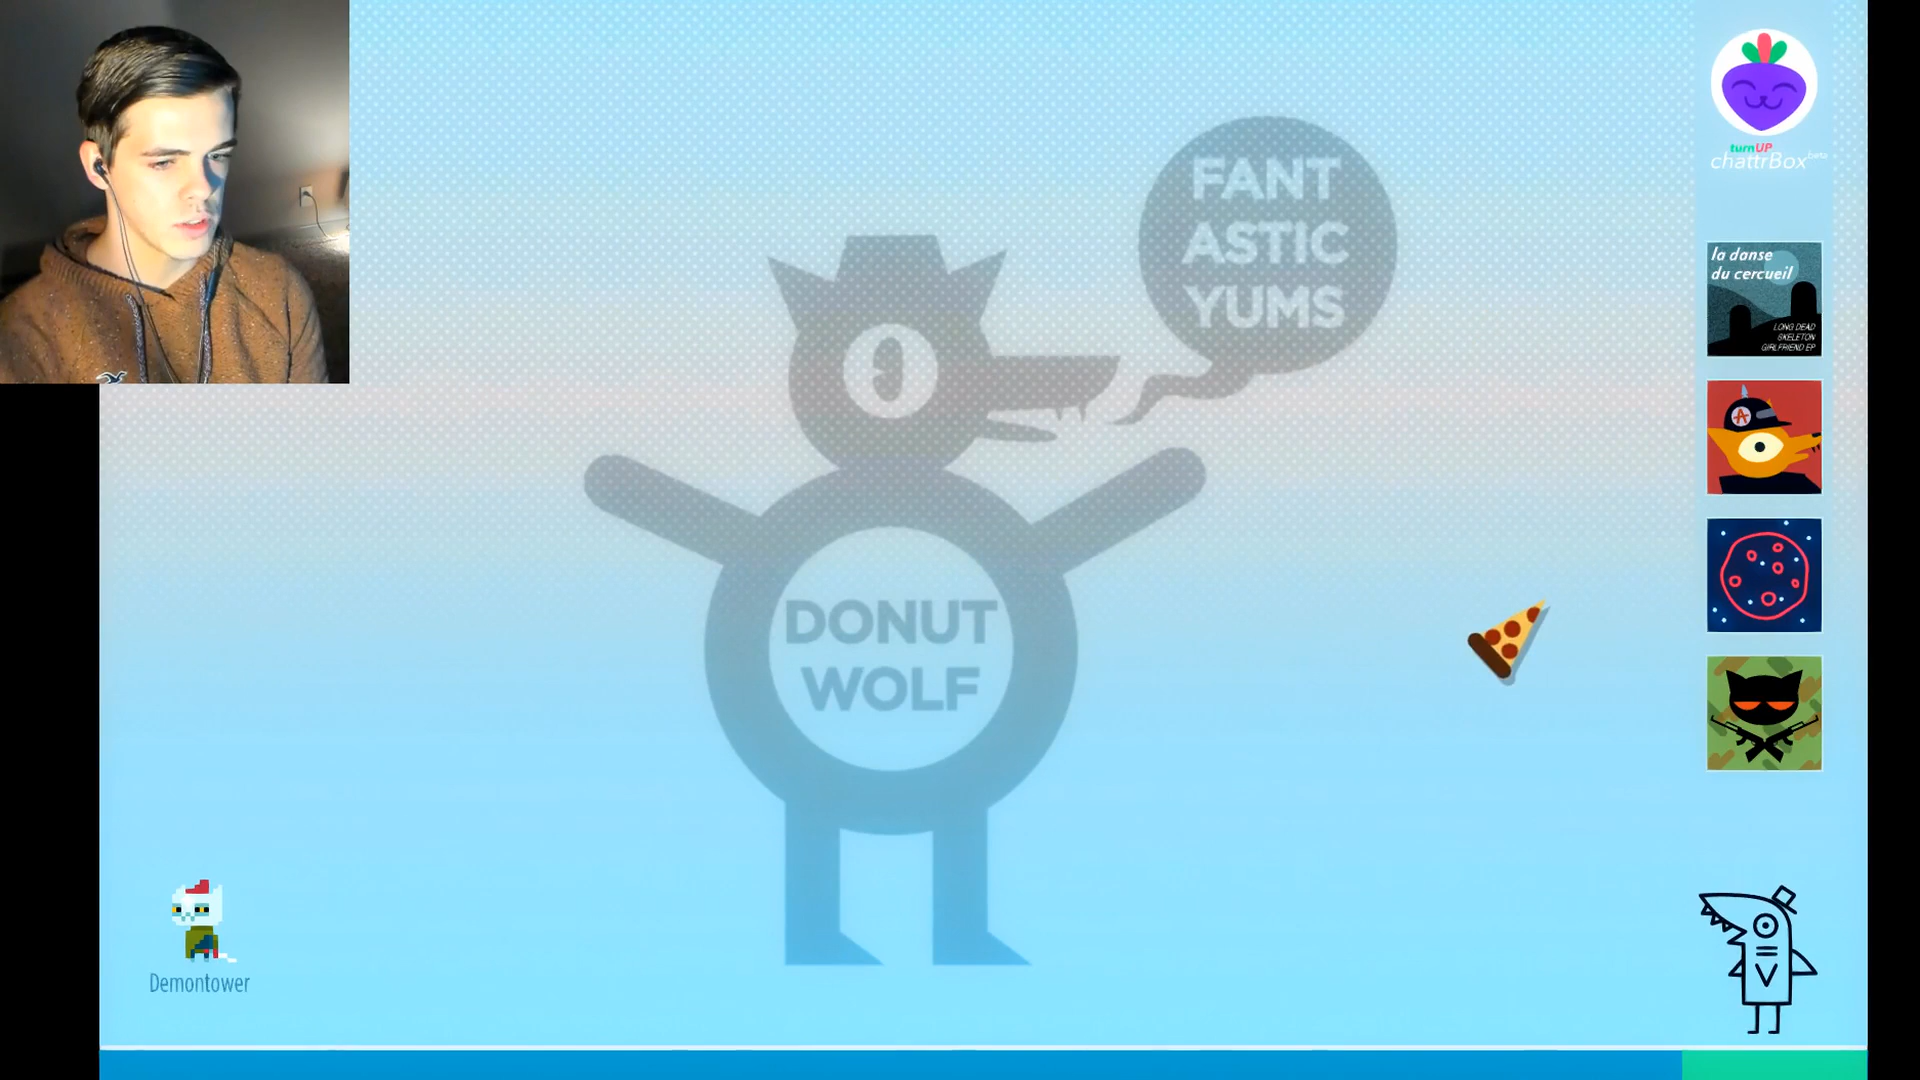 FANT
ASTIC
YUMS
DONUT
WOLF
turnUP
chattrBox beta
la danse
du cercueil
LONG DEAD
SKELETON
GIRLFRIEND EP
A
Demontower